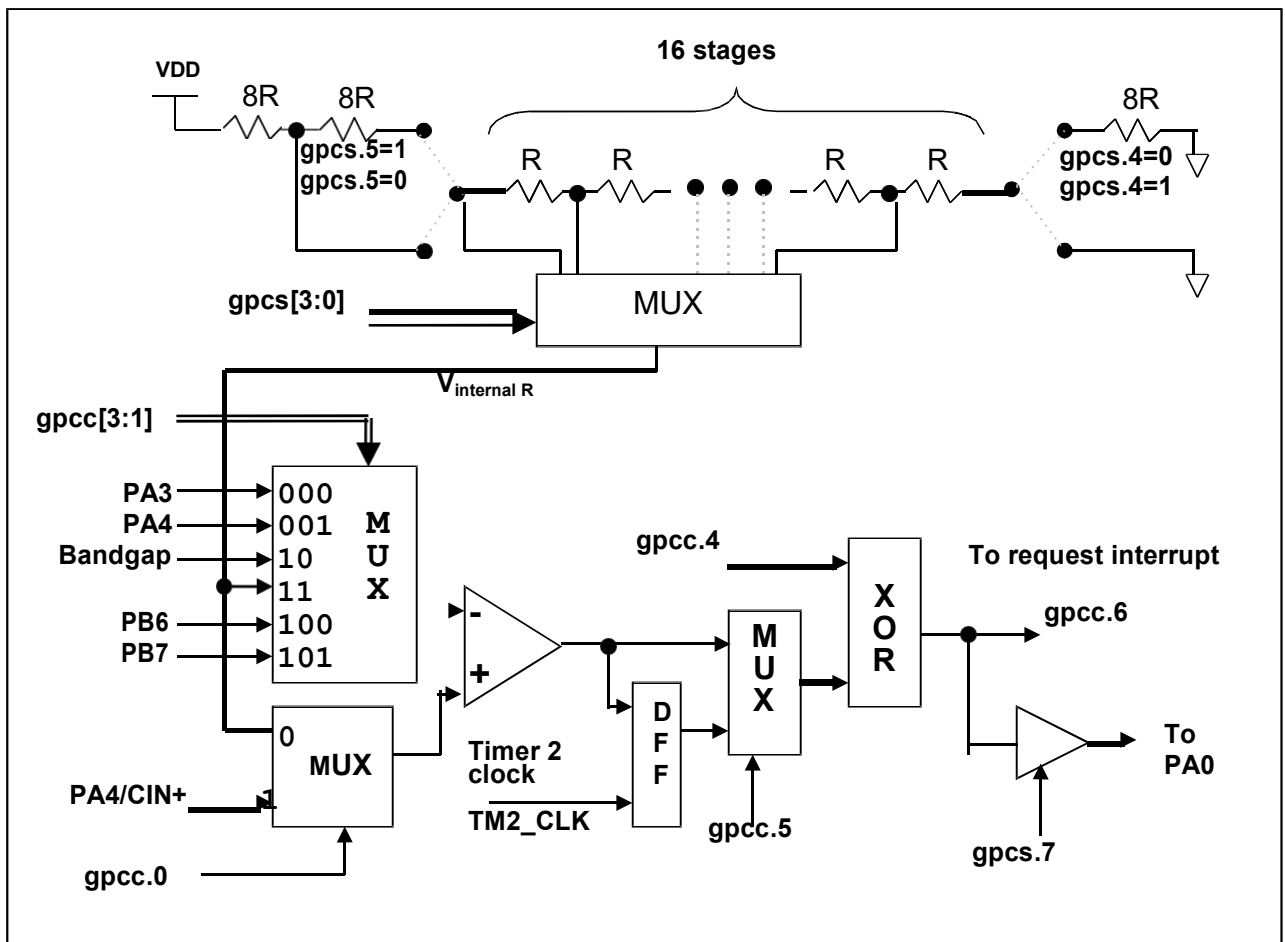 16 stages
VDD
8R
8R
8R
gpcs.5=1
gpcs.5=0
R
R
R
R
gpcs.4=0
gpcs.4=1
gpcs[3:0]
MUX
Vinternal R
gpcc[3:1]
PA3
000
PA4
001
Bandgap
10
11
PB6
100
PB7
101
M
U
X
gpcc.4
X
O
R
To request interrupt
gpcc.6
-
+
M
U
X
D
F
F
0
MUX
PA4/CIN+
1
Timer 2
clock
TM2_CLK
gpcc.5
To
PA0
gpcc.0
gpcs.7